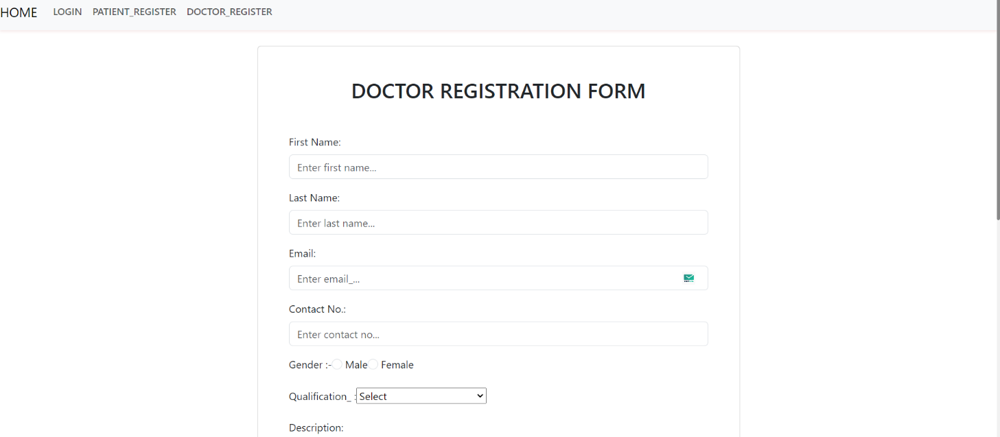 HOME LOGIN PATIENT_REGISTER DOCTOR_REGISTER
DOCTOR REGISTRATION FORM
First Name:
Enter first name...
Last Name:
Enter last name...
Email:
Enter email_...
Contact No.:
Enter contact no...
Gender :- Male Female
Qualification_ : Select
Description: